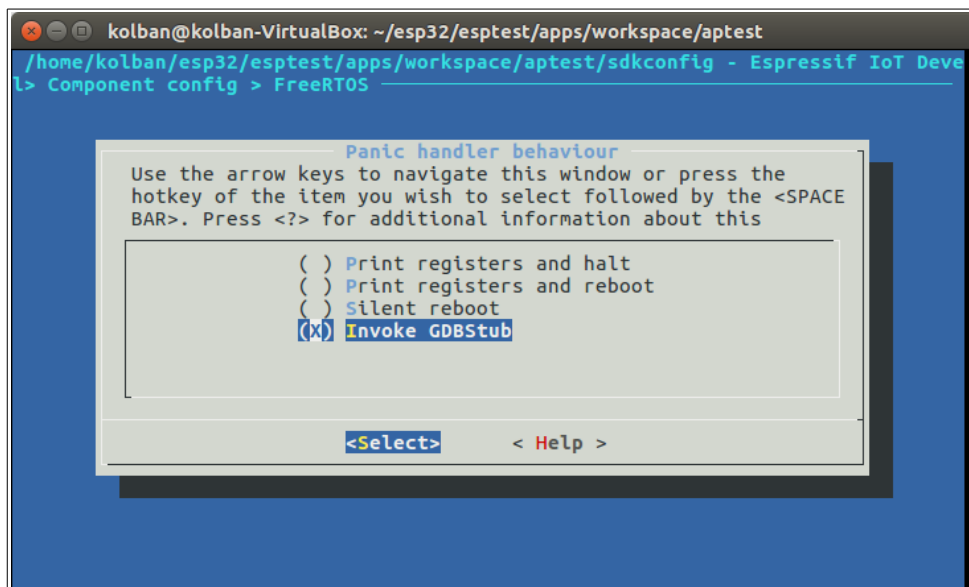 kolban@kolban-VirtualBox: ~/esp32/esptest/apps/workspace/aptest
/home/kolban/esp32/esptest/apps/workspace/aptest/sdkconfig - Espressif IoT Deve
l> Component config > FreeRTOS
Panic handler behaviour
Use the arrow keys to navigate this window or press the
hotkey of the item you wish to select followed by the <SPACE
BAR>. Press <?> for additional information about this
( ) Print registers and halt
( ) Print registers and reboot
( ) Silent reboot
(X) Invoke GDBStub
<Select> < Help >